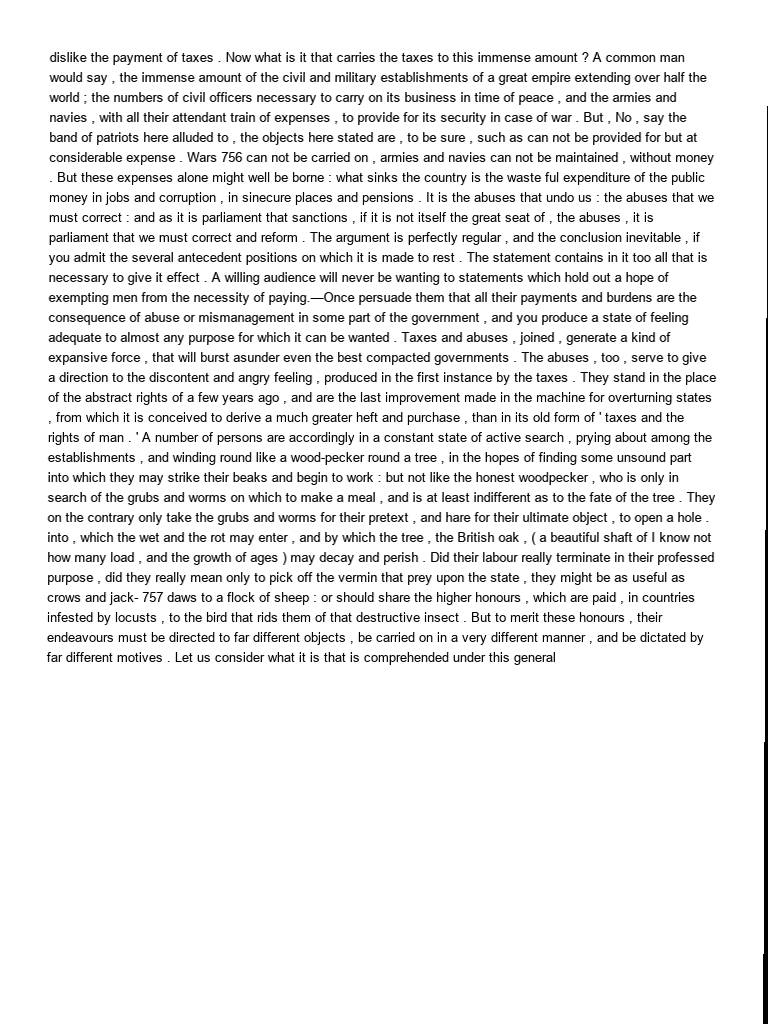 dislike the payment of taxes . Now what is it that carries the taxes to this immense amount ? A common man
would say , the immense amount of the civil and military establishments of a great empire extending over half the
world ; the numbers of civil officers necessary to carry on its business in time of peace , and the armies and
navies , with all their attendant train of expenses , to provide for its security in case of war . But , No , say the
band of patriots here alluded to , the objects here stated are , to be sure , such as can not be provided for but at
considerable expense . Wars 756 can not be carried on , armies and navies can not be maintained , without money
. But these expenses alone might well be borne : what sinks the country is the waste ful expenditure of the public
money in jobs and corruption , in sinecure places and pensions . It is the abuses that undo us : the abuses that we
must correct : and as it is parliament that sanctions , if it is not itself the great seat of , the abuses , it is
parliament that we must correct and reform . The argument is perfectly regular , and the conclusion inevitable , if
you admit the several antecedent positions on which it is made to rest . The statement contains in it too all that is
necessary to give it effect . A willing audience will never be wanting to statements which hold out a hope of
exempting men from the necessity of paying.—Once persuade them that all their payments and burdens are the
consequence of abuse or mismanagement in some part of the government , and you produce a state of feeling
adequate to almost any purpose for which it can be wanted . Taxes and abuses , joined , generate a kind of
expansive force , that will burst asunder even the best compacted governments . The abuses , too , serve to give
a direction to the discontent and angry feeling , produced in the first instance by the taxes . They stand in the place
of the abstract rights of a few years ago , and are the last improvement made in the machine for overturning states
, from which it is conceived to derive a much greater heft and purchase , than in its old form of ' taxes and the
rights of man . ' A number of persons are accordingly in a constant state of active search , prying about among the
establishments , and winding round like a wood-pecker round a tree , in the hopes of finding some unsound part
into which they may strike their beaks and begin to work : but not like the honest woodpecker , who is only in
search of the grubs and worms on which to make a meal , and is at least indifferent as to the fate of the tree . They
on the contrary only take the grubs and worms for their pretext , and hare for their ultimate object , to open a hole .
into , which the wet and the rot may enter , and by which the tree , the British oak , ( a beautiful shaft of I know not
how many load , and the growth of ages ) may decay and perish . Did their labour really terminate in their professed
purpose , did they really mean only to pick off the vermin that prey upon the state , they might be as useful as
crows and jack- 757 daws to a flock of sheep : or should share the higher honours , which are paid , in countries
infested by locusts , to the bird that rids them of that destructive insect . But to merit these honours , their
endeavours must be directed to far different objects , be carried on in a very different manner , and be dictated by
far different motives . Let us consider what it is that is comprehended under this general